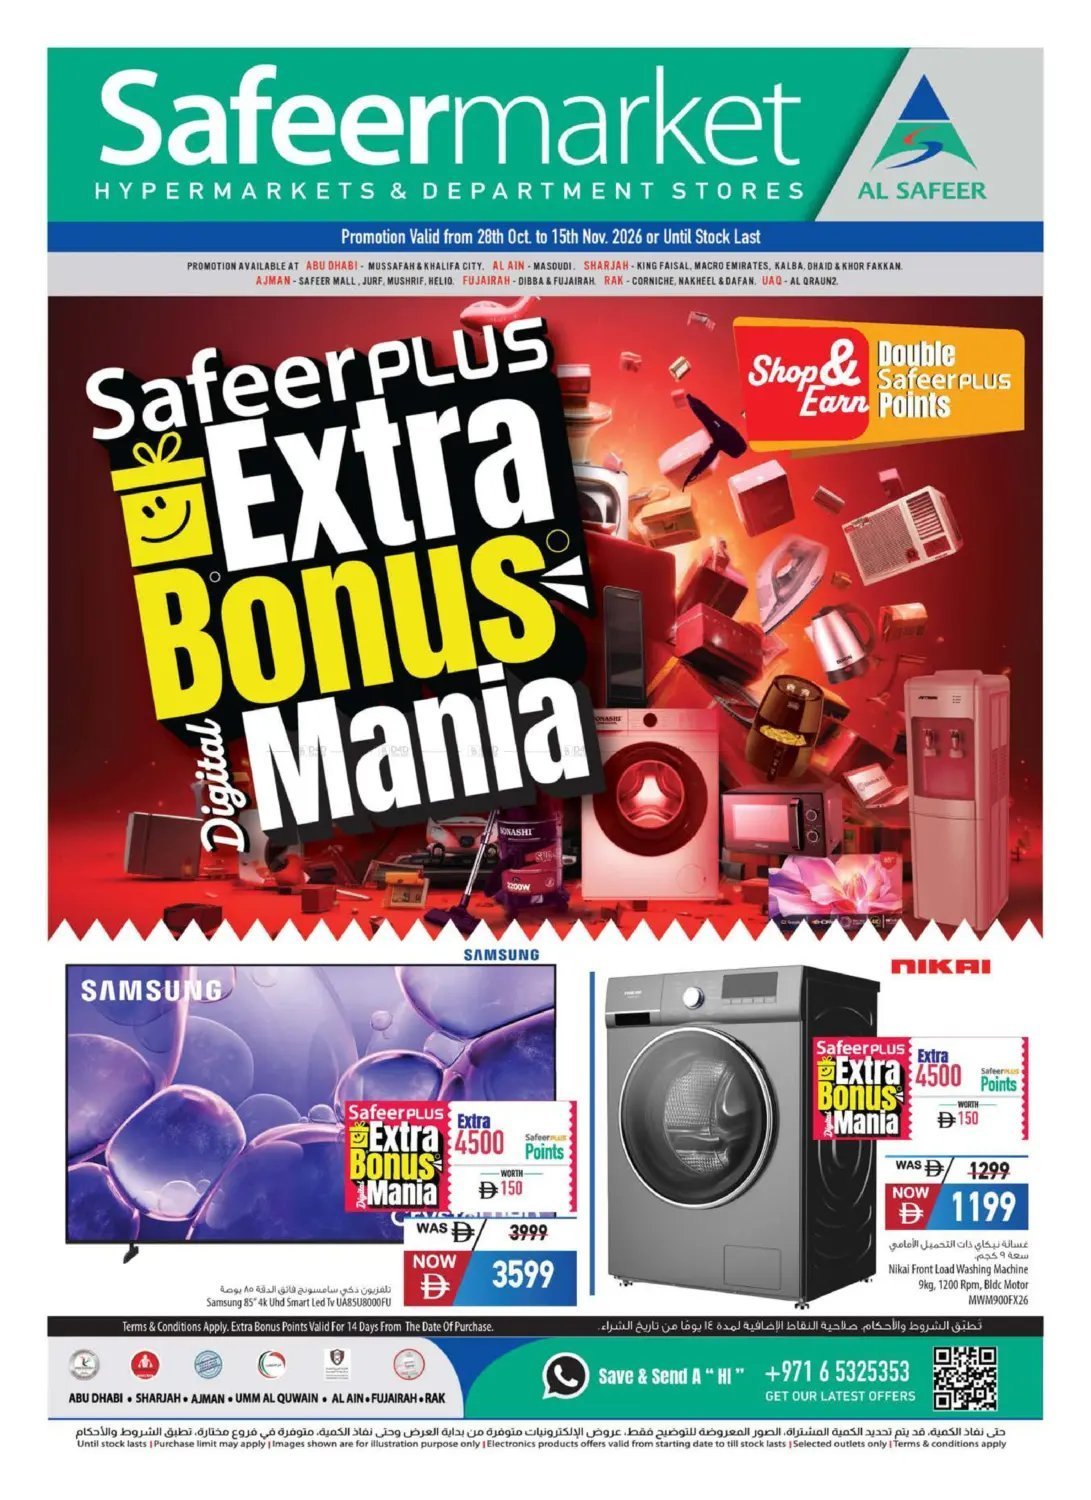 Safeermarket
HYPERMARKETS & DEPARTMENT STORES
AL SAFEER
Promotion Valid from 28th Oct. to 15th Nov. 2026 or Until Stock Last
PROMOTION AVAILABLE AT ABU DHABI - MUSSAFAH & KHALIFA CITY. AL AIN - MASOUDI. SHARJAH - KING FAISAL, MACRO EMIRATES, KALBA, DHAID & KHOR FAKKAN.
AJMAN - SAFEER MALL, JURF, MUSHRIF, HELIO. FUJAIRAH - DIBBA & FUJAIRAH. RAK - CORNICHE, NAKHEEL & DAFAN. UAQ - AL QRAUN2.
Safeer PLUS
Extra
Bonus
Digital Mania
Shop & Earn
Double
Safeer PLUS
Points
SONASHI
2200W
SAMSUNG
SAMSUNG
Safeer PLUS
Extra
Bonus
Digital Mania
Extra
4500
Safeer PLUS
Points
WORTH
150
WAS 3999
NOW 3599
تلفزيون ذكي سامسونج فائق الدقة ٨٥ بوصة
Samsung 85" 4k Uhd Smart Led Tv UA85U8000FU
NIKAI
Safeer PLUS
Extra
Bonus
Digital Mania
Extra
4500
Safeer PLUS
Points
WORTH
150
WAS 1299
NOW 1199
غسالة نيكاي ذات التحميل الأمامي
سعة ٩ كجم.
Nikai Front Load Washing Machine
9kg, 1200 Rpm, Bldc Motor
MWM900FX26
Terms & Conditions Apply. Extra Bonus Points Valid For 14 Days From The Date Of Purchase.
تُطبّق الشروط والأحكام. صلاحية النقاط الإضافية لمدة ١٤ يومًا من تاريخ الشراء.
ABU DHABI • SHARJAH • AJMAN • UMM AL QUWAIN • AL AIN • FUJAIRAH • RAK
Save & Send A " HI "
+971 6 5325353
GET OUR LATEST OFFERS
حتى نفاذ الكمية، قد يتم تحديد الكمية المشتراة، الصور المعروضة للتوضيح فقط، عروض الإلكترونيات متوفرة من بداية العرض وحتى نفاذ الكمية، متوفرة في فروع مختارة، تطبق الشروط والأحكام
Until stock lasts | Purchase limit may apply | Images shown are for illustration purpose only | Electronics products offers valid from starting date to till stock lasts | Selected outlets only | Terms & conditions apply